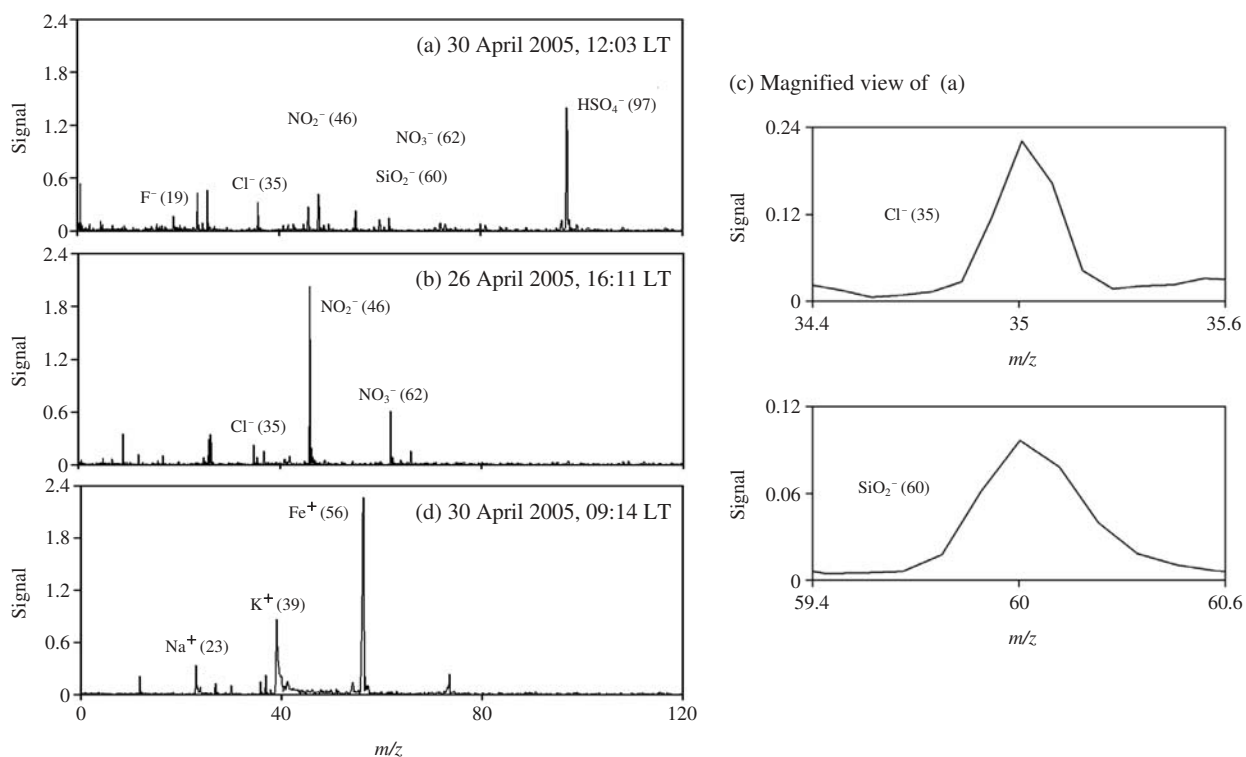 2.4
1.8
1.2
0.6
0
Signal
(a) 30 April 2005, 12:03 LT
F⁻ (19)
Cl⁻ (35)
NO₂⁻ (46)
NO₃⁻ (62)
SiO₂⁻ (60)
HSO₄⁻ (97)
2.4
1.8
1.2
0.6
0
Signal
(b) 26 April 2005, 16:11 LT
NO₂⁻ (46)
Cl⁻ (35)
NO₃⁻ (62)
2.4
1.8
1.2
0.6
0
Signal
(d) 30 April 2005, 09:14 LT
Fe⁺ (56)
K⁺ (39)
Na⁺ (23)
0 40 80 120
m/z
(c) Magnified view of (a)
0.24
0.12
0
Signal
Cl⁻ (35)
34.4 35 35.6
m/z
0.12
0.06
0
Signal
SiO₂⁻ (60)
59.4 60 60.6
m/z